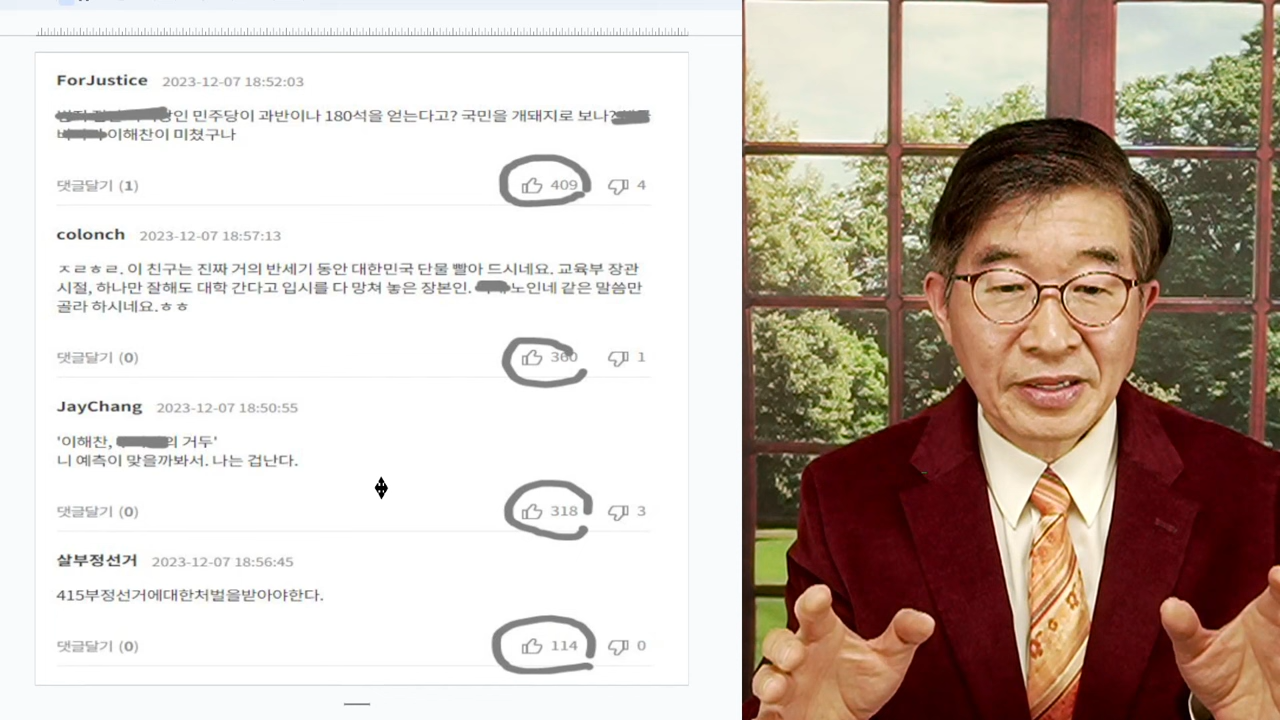 ForJustice 2023-12-07 18:52:03
인 민주당이 과반이나 180석을 얻는다고? 국민을 개돼지로 보나?
이해찬이 미쳤구나
댓글달기 (1) 409 4
colonch 2023-12-07 18:57:13
ㅈㄹㅎㄹ. 이 친구는 진짜 거의 반세기 동안 대한민국 단물 빨아 드시네요. 교육부 장관
시절, 하나만 잘해도 대학 간다고 입시를 다 망쳐 놓은 장본인. 노인네 같은 말씀만
골라 하시네요.ㅎㅎ
댓글달기 (0) 360 1
JayChang 2023-12-07 18:50:55
'이해찬, 의 거두'
니 예측이 맞을까봐서. 나는 겁난다.
댓글달기 (0) 318 3
살부정선거 2023-12-07 18:56:45
415부정선거에대한처벌을받아야한다.
댓글달기 (0) 114 0